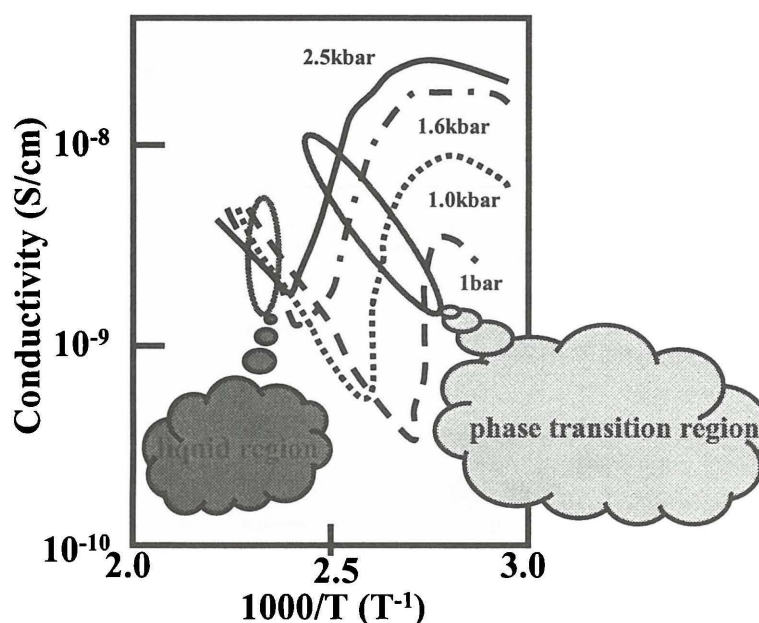 2.5kbar
1.6kbar
1.0kbar
1bar
Conductivity (S/cm)
10⁻⁸
10⁻⁹
10⁻¹⁰
liquid region
phase transition region
2.0
2.5
3.0
1000/T (T⁻¹)